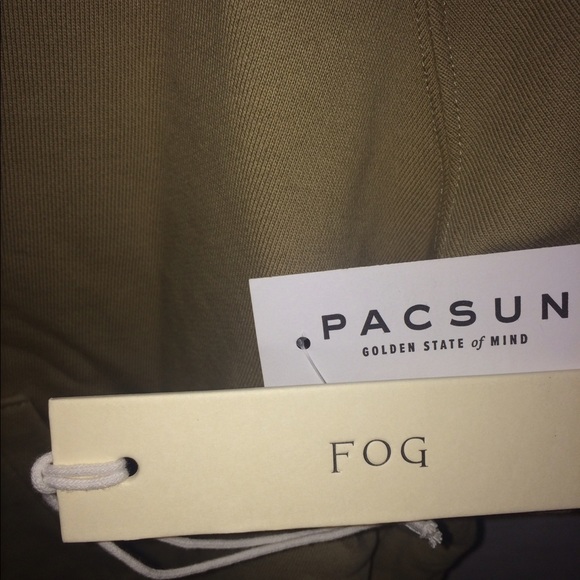 PACSUN
GOLDEN STATE of MIND
FOG